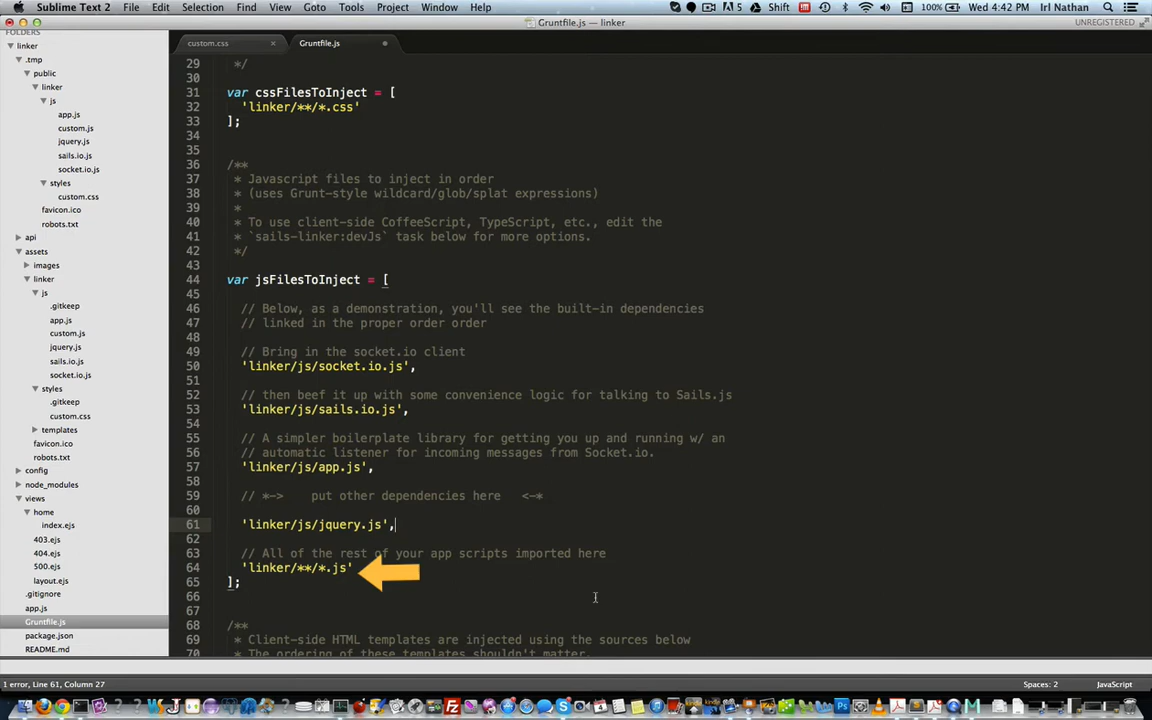 Sublime Text 2 File Edit Selection Find View Goto Tools Project Window Help 5 Shift 100% Wed 4:42 PM Irl Nathan
Gruntfile.js — linker UNREGISTERED
FOLDERS
linker
.tmp
public
linker
js
app.js
custom.js
jquery.js
sails.io.js
socket.io.js
styles
custom.css
favicon.ico
robots.txt
api
assets
images
linker
js
.gitkeep
app.js
custom.js
jquery.js
sails.io.js
socket.io.js
styles
.gitkeep
custom.css
templates
favicon.ico
robots.txt
config
node_modules
views
home
index.ejs
403.ejs
404.ejs
500.ejs
layout.ejs
.gitignore
app.js
Gruntfile.js
package.json
README.md
custom.css × Gruntfile.js
29 */
30
31 var cssFilesToInject = [
32 'linker/**/*.css'
33 ];
34
35
36 /**
37 * Javascript files to inject in order
38 * (uses Grunt-style wildcard/glob/splat expressions)
39 *
40 * To use client-side CoffeeScript, TypeScript, etc., edit the
41 * `sails-linker:devJs` task below for more options.
42 */
43
44 var jsFilesToInject = [
45
46 // Below, as a demonstration, you'll see the built-in dependencies
47 // linked in the proper order order
48
49 // Bring in the socket.io client
50 'linker/js/socket.io.js',
51
52 // then beef it up with some convenience logic for talking to Sails.js
53 'linker/js/sails.io.js',
54
55 // A simpler boilerplate library for getting you up and running w/ an
56 // automatic listener for incoming messages from Socket.io.
57 'linker/js/app.js',
58
59 // *-> put other dependencies here <-*
60
61 'linker/js/jquery.js',
62
63 // All of the rest of your app scripts imported here
64 'linker/**/*.js'
65 ];
66
67
68 /**
69 * Client-side HTML templates are injected using the sources below
70 * The ordering of these templates shouldn't matter.
1 error, Line 61, Column 27 Spaces: 2 JavaScript